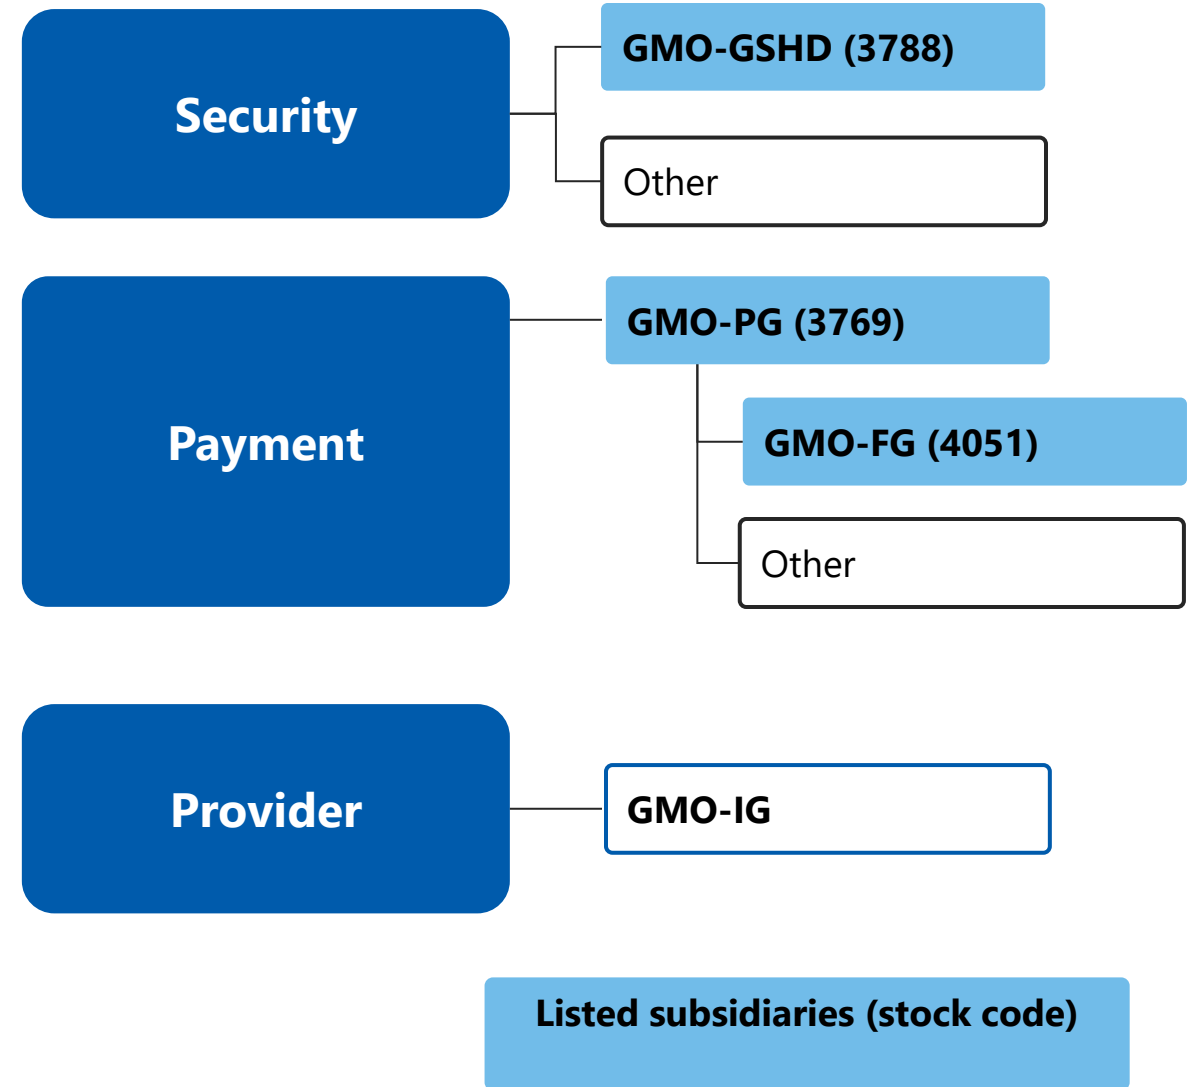 Security
GMO-GSHD (3788)
Other
Payment
GMO-PG (3769)
GMO-FG (4051)
Other
Provider
GMO-IG
Listed subsidiaries (stock code)